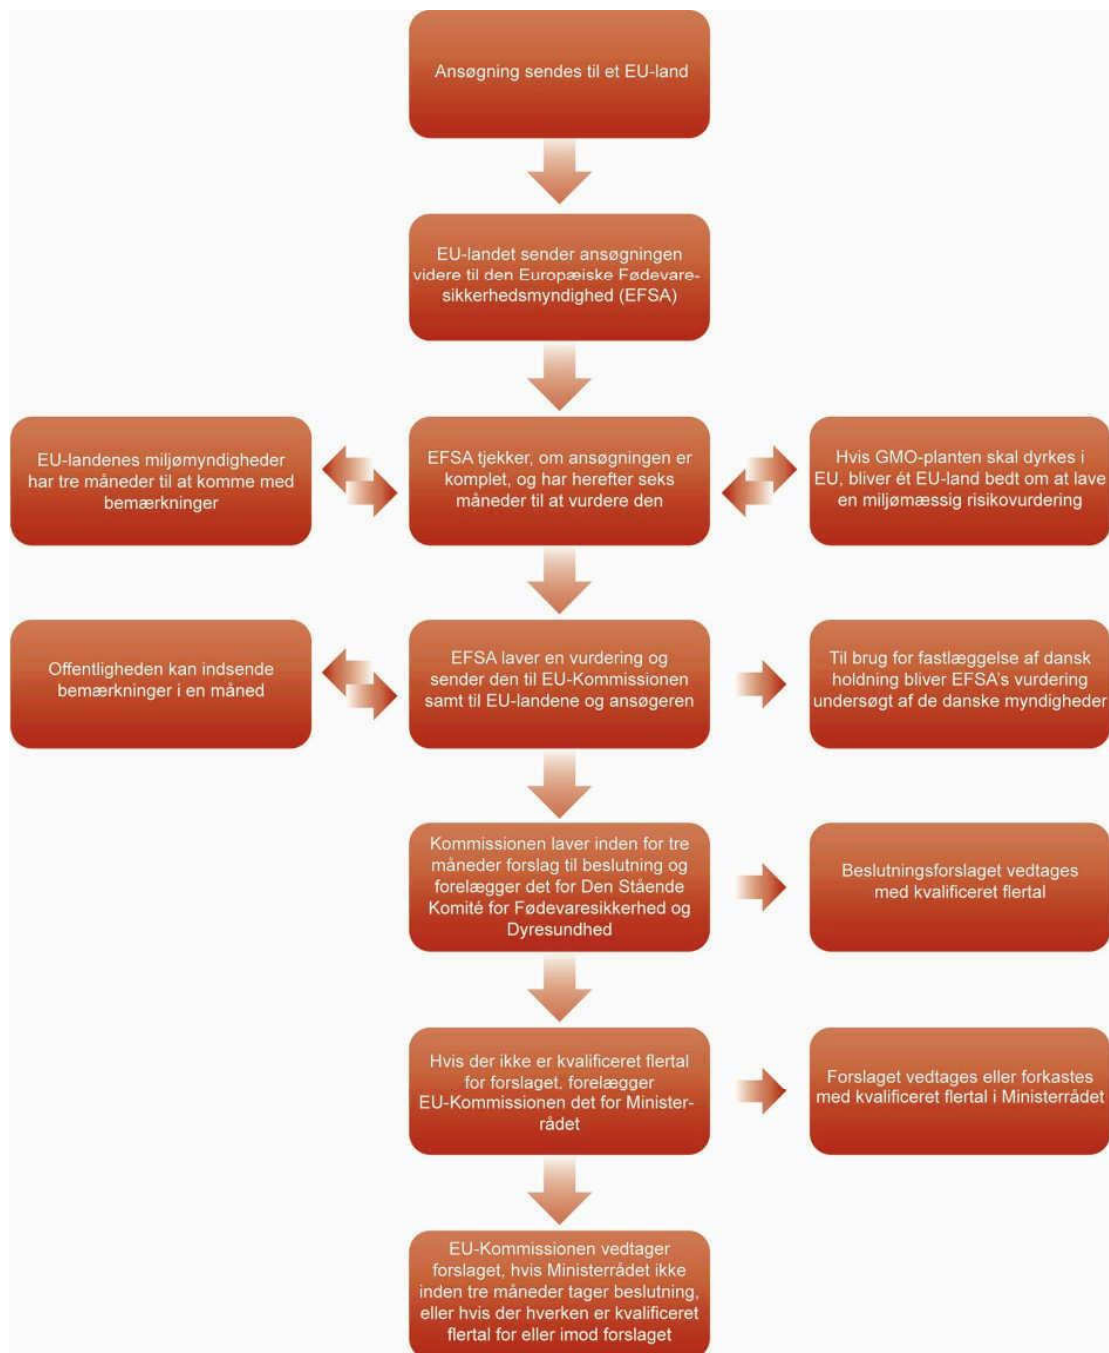 Ansøgning sendes til et EU-land
EU-landet sender ansøgningen
videre til den Europæiske Fødevare-
sikkerhedsmyndighed (EFSA)
EU-landenes miljømyndigheder
har tre måneder til at komme med
bemærkninger
EFSA tjekker, om ansøgningen er
komplet, og har herefter seks
måneder til at vurdere den
Hvis GMO-planten skal dyrkes i
EU, bliver ét EU-land bedt om at lave
en miljømæssig risikovurdering
Offentligheden kan indsende
bemærkninger i en måned
EFSA laver en vurdering og
sender den til EU-Kommissionen
samt til EU-landene og ansøgeren
Til brug for fastlæggelse af dansk
holdning bliver EFSA's vurdering
undersøgt af de danske myndigheder
Kommissionen laver inden for tre
måneder forslag til beslutning og
forelægger det for Den Stående
Komité for Fødevaresikkerhed og
Dyresundhed
Beslutningsforslaget vedtages
med kvalificeret flertal
Hvis der ikke er kvalificeret flertal
for forslaget, forelægger
EU-Kommissionen det for Minister-
rådet
Forslaget vedtages eller forkastes
med kvalificeret flertal i Ministerrådet
EU-Kommissionen vedtager
forslaget, hvis Ministerrådet ikke
inden tre måneder tager beslutning,
eller hvis der hverken er kvalificeret
flertal for eller imod forslaget